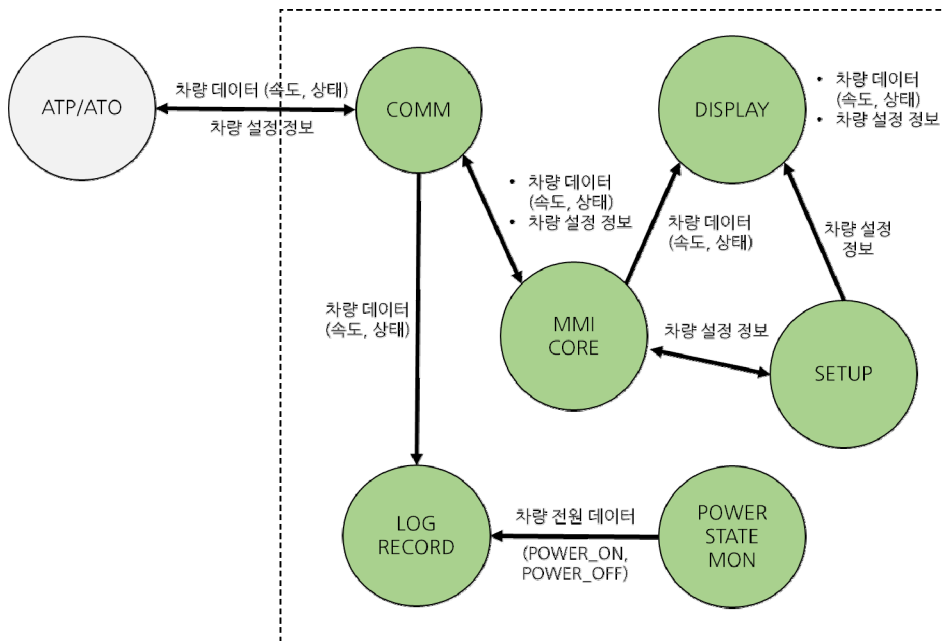 ATP/ATO
차량 데이터 (속도, 상태)
차량 설정 정보
COMM
DISPLAY
• 차량 데이터
(속도, 상태)
• 차량 설정 정보
• 차량 데이터
(속도, 상태)
• 차량 설정 정보
차량 데이터
(속도, 상태)
차량 설정
정보
차량 데이터
(속도, 상태)
MMI
CORE
차량 설정 정보
SETUP
LOG
RECORD
차량 전원 데이터
(POWER_ON,
POWER_OFF)
POWER
STATE
MON